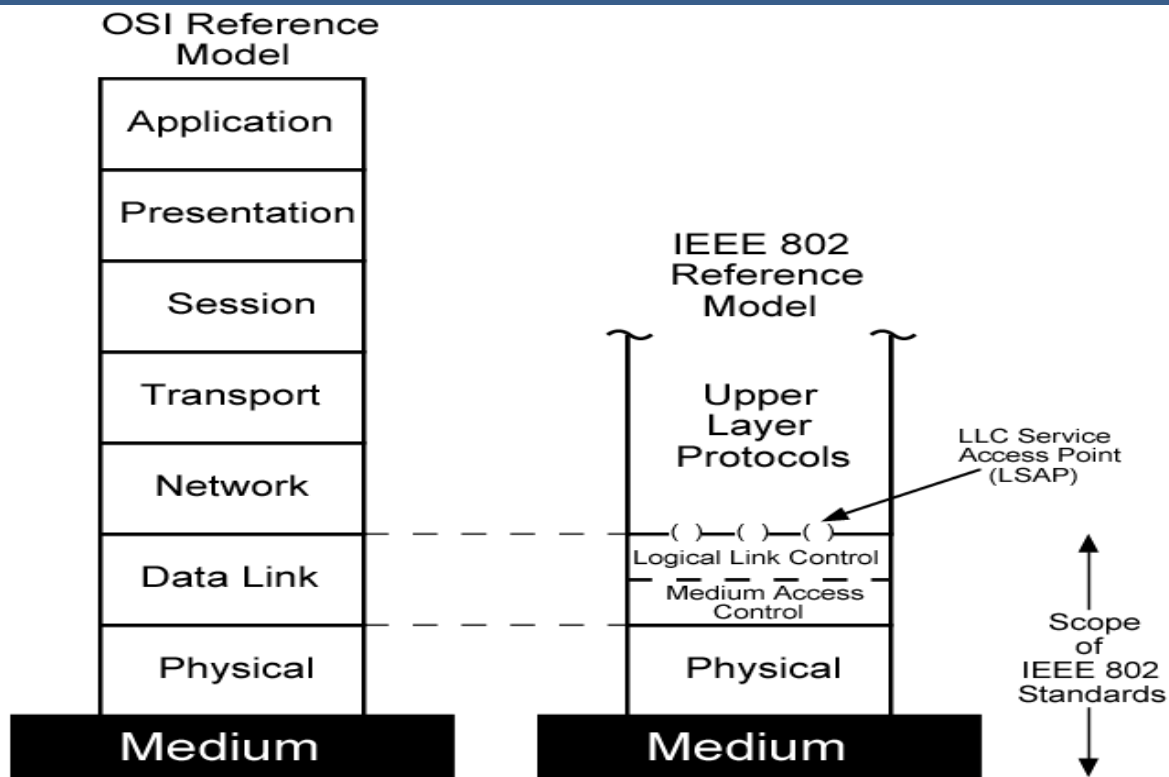 OSI Reference
Model
Application
Presentation
Session
Transport
Network
Data Link
Physical
Medium
IEEE 802
Reference
Model
Upper
Layer
Protocols
LLC Service
Access Point
(LSAP)
Logical Link Control
Medium Access
Control
Physical
Medium
Scope
of
IEEE 802
Standards